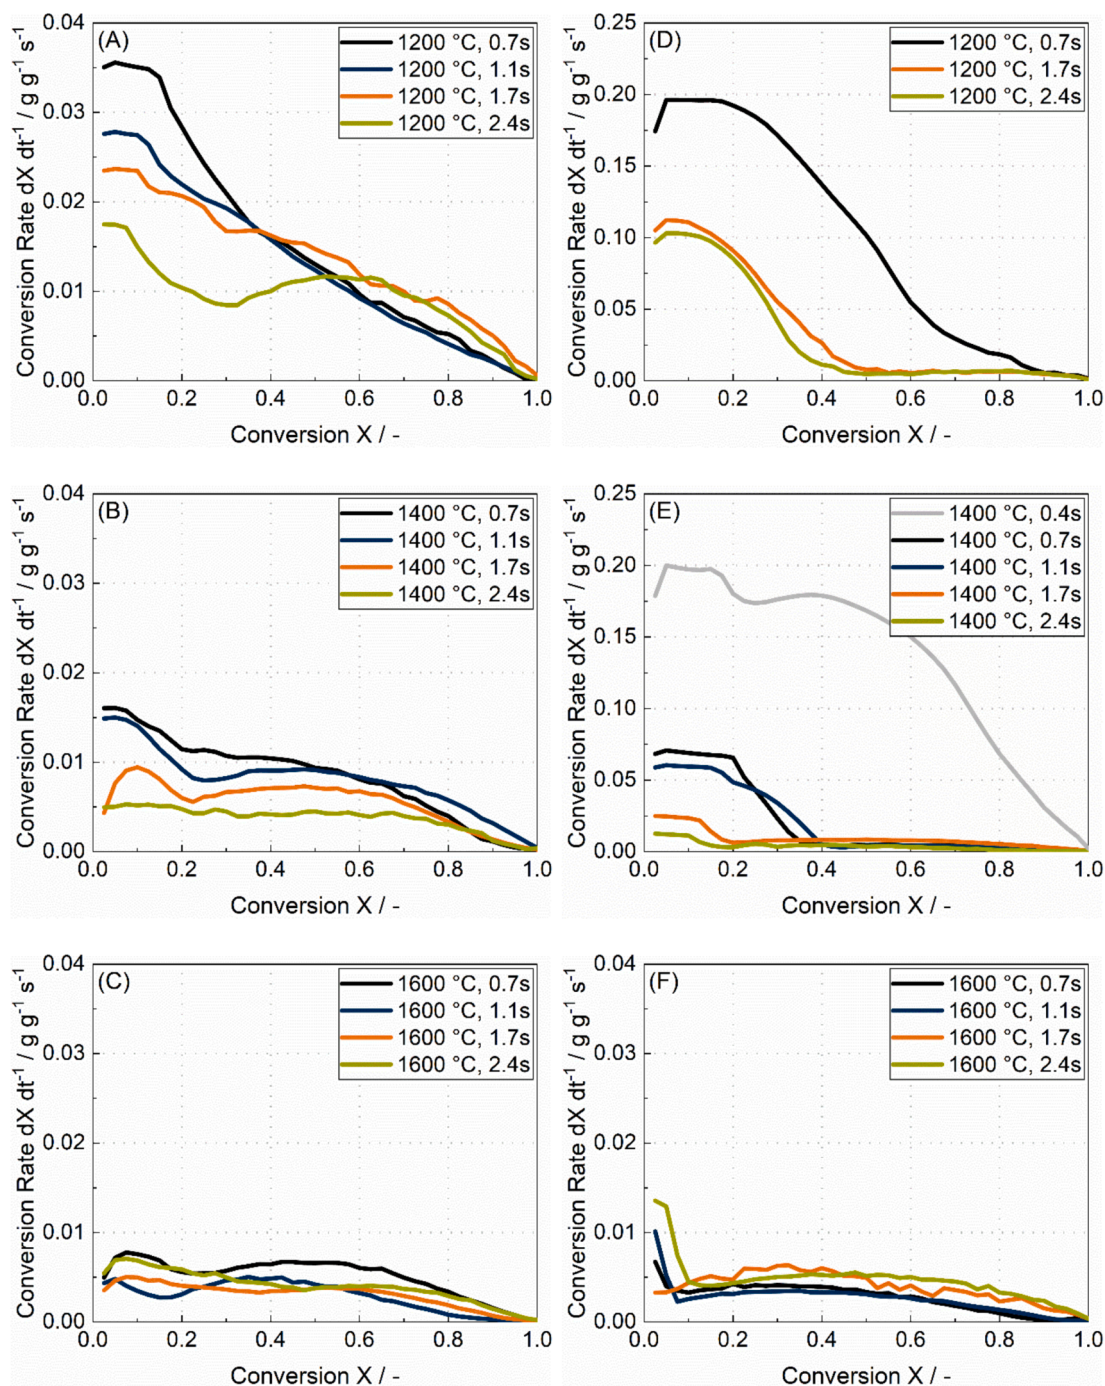 (A)
1200 °C, 0.7s
1200 °C, 1.1s
1200 °C, 1.7s
1200 °C, 2.4s
Conversion Rate dX dt⁻¹ / g g⁻¹ s⁻¹
0.04
0.03
0.02
0.01
0.00
0.0 0.2 0.4 0.6 0.8 1.0
Conversion X / -
(D)
1200 °C, 0.7s
1200 °C, 1.7s
1200 °C, 2.4s
Conversion Rate dX dt⁻¹ / g g⁻¹ s⁻¹
0.25
0.20
0.15
0.10
0.05
0.00
0.0 0.2 0.4 0.6 0.8 1.0
Conversion X / -
(B)
1400 °C, 0.7s
1400 °C, 1.1s
1400 °C, 1.7s
1400 °C, 2.4s
Conversion Rate dX dt⁻¹ / g g⁻¹ s⁻¹
0.04
0.03
0.02
0.01
0.00
0.0 0.2 0.4 0.6 0.8 1.0
Conversion X / -
(E)
1400 °C, 0.4s
1400 °C, 0.7s
1400 °C, 1.1s
1400 °C, 1.7s
1400 °C, 2.4s
Conversion Rate dX dt⁻¹ / g g⁻¹ s⁻¹
0.25
0.20
0.15
0.10
0.05
0.00
0.0 0.2 0.4 0.6 0.8 1.0
Conversion X / -
(C)
1600 °C, 0.7s
1600 °C, 1.1s
1600 °C, 1.7s
1600 °C, 2.4s
Conversion Rate dX dt⁻¹ / g g⁻¹ s⁻¹
0.04
0.03
0.02
0.01
0.00
0.0 0.2 0.4 0.6 0.8 1.0
Conversion X / -
(F)
1600 °C, 0.7s
1600 °C, 1.1s
1600 °C, 1.7s
1600 °C, 2.4s
Conversion Rate dX dt⁻¹ / g g⁻¹ s⁻¹
0.04
0.03
0.02
0.01
0.00
0.0 0.2 0.4 0.6 0.8 1.0
Conversion X / -